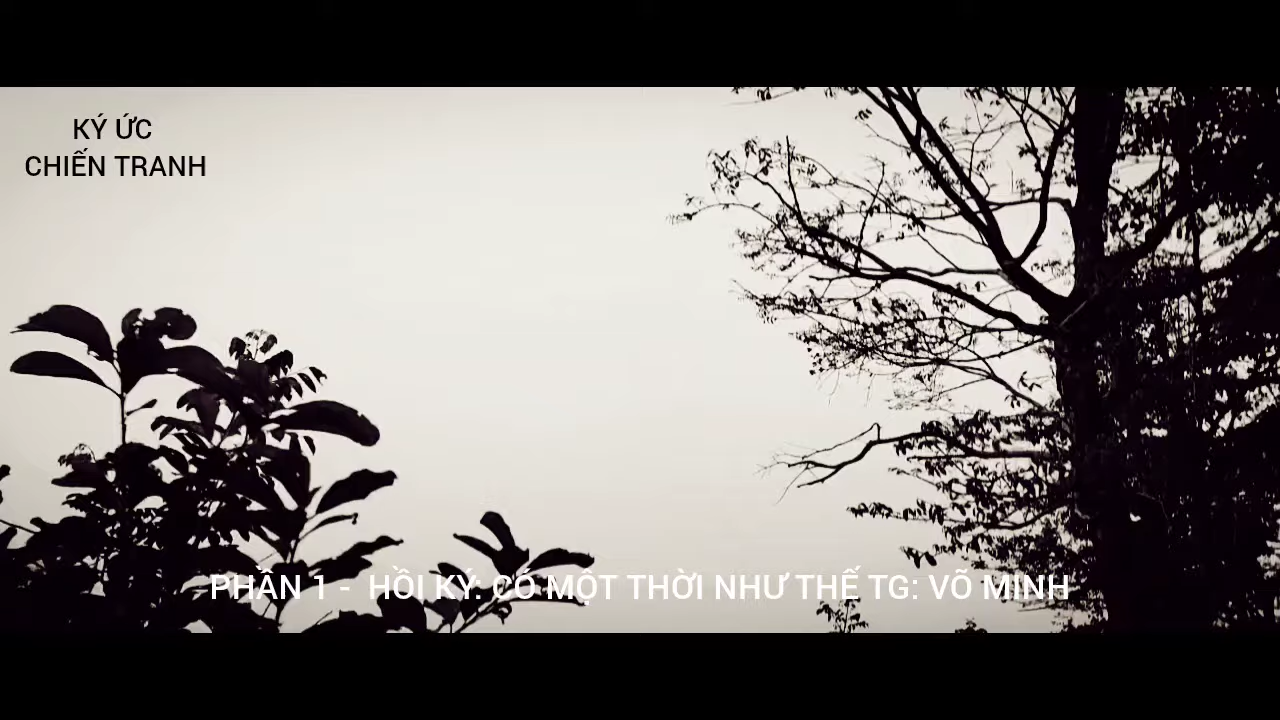 KÝ ỨC
CHIẾN TRANH
PHẦN 1 - HỒI KÝ: CÓ MỘT THỜI NHƯ THẾ TG: VÕ MINH